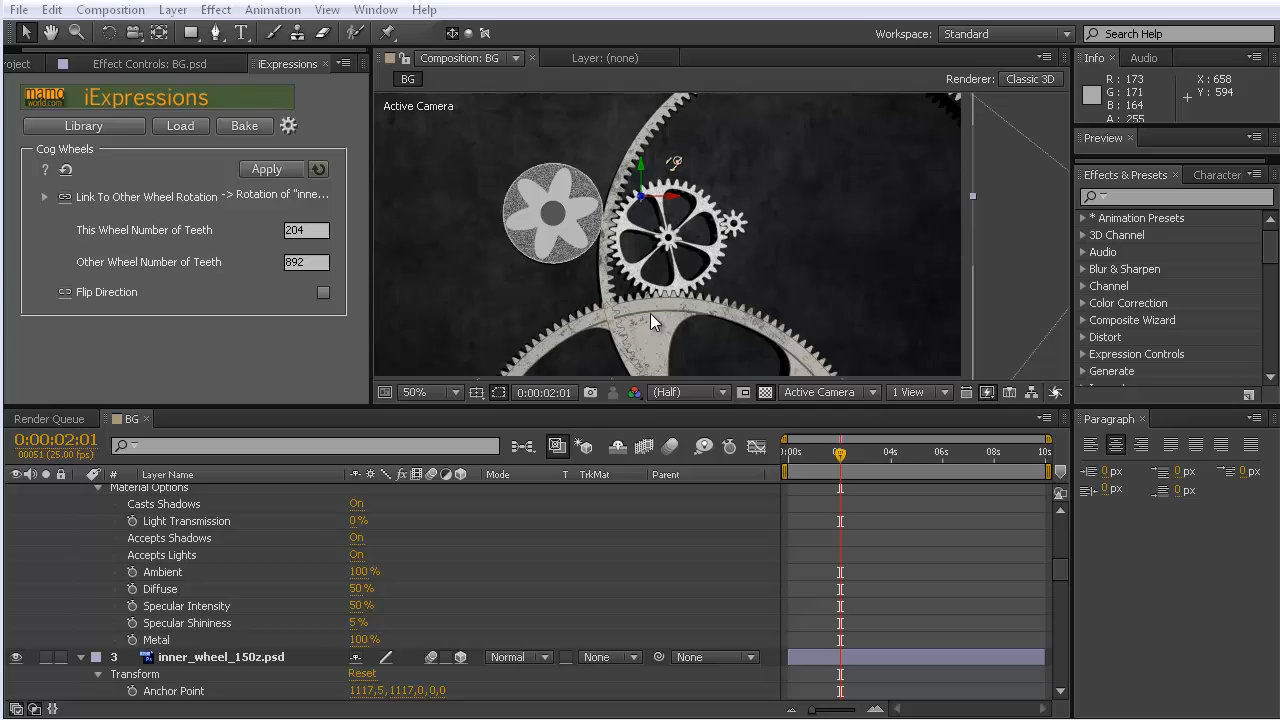 File Edit Composition Layer Effect Animation View Window Help
Workspace: Standard Search Help
roject Effect Controls: BG.psd iExpressions
Composition: BG Layer: (none)
Info Audio
BG
Renderer: Classic 3D
Active Camera
R : 173
G : 171
B : 164
A : 255
X : 658
Y : 594
mamo
world.com
iExpressions
Library Load Bake
Cog Wheels
? Apply
Link To Other Wheel Rotation -> Rotation of "inne...
This Wheel Number of Teeth 204
Other Wheel Number of Teeth 892
Flip Direction
Preview
Effects & Presets Character
* Animation Presets
3D Channel
Audio
Blur & Sharpen
Channel
Color Correction
Composite Wizard
Distort
Expression Controls
Generate
50% 0:00:02:01 (Half) Active Camera 1 View
Render Queue BG
0:00:02:01
00051 (25.00 fps)
):00s 04s 06s 08s 10s
# Layer Name Mode T TrkMat Parent
Material Options
Casts Shadows On
Light Transmission 0 %
Accepts Shadows On
Accepts Lights On
Ambient 100 %
Diffuse 50 %
Specular Intensity 50 %
Specular Shininess 5 %
Metal 100 %
3 inner_wheel_150z.psd Normal None None
Transform Reset
Anchor Point 1117,5,1117,0,0,0
Paragraph
0 px 0 px 0 px
0 px 0 px